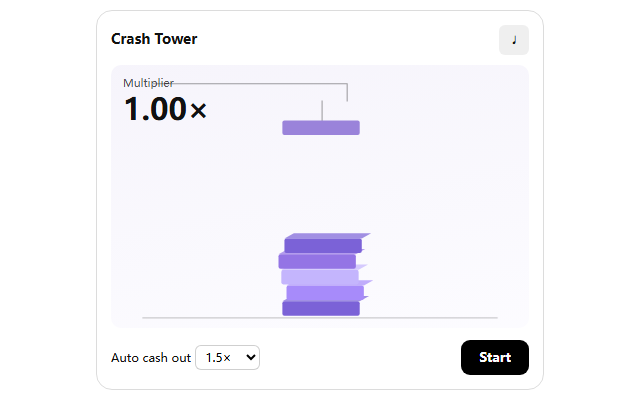 Crash Tower
♩
Multiplier
1.00×
Auto cash out 1.5×
Start